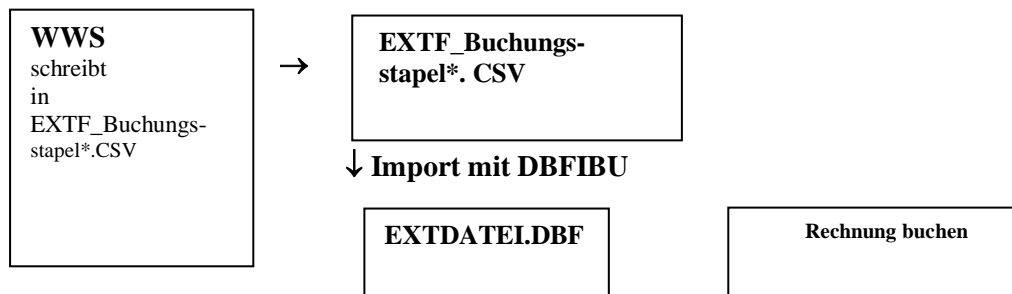 WWS
schreibt
in
EXTF_Buchungs-
stapel*.CSV
→
EXTF_Buchungs-
stapel*. CSV
↓ Import mit DBFIBU
EXTDATEI.DBF
Rechnung buchen